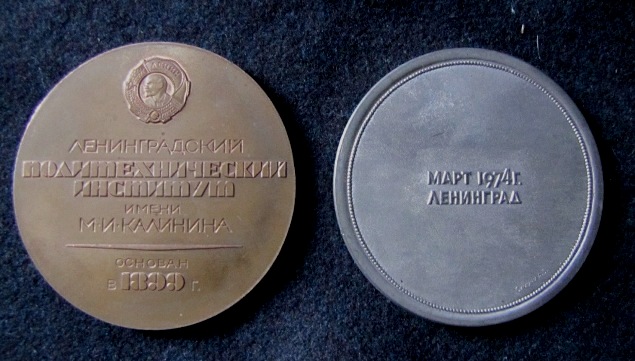 ЛЕНИНГРАДСКИЙ
ПОЛИТЕХНИЧЕСКИЙ
ИНСТИТУТ
ИМЕНИ
М·И·КАЛИНИНА
ОСНОВАН
В 1899 Г.
МАРТ 1974 Г.
ЛЕНИНГРАД